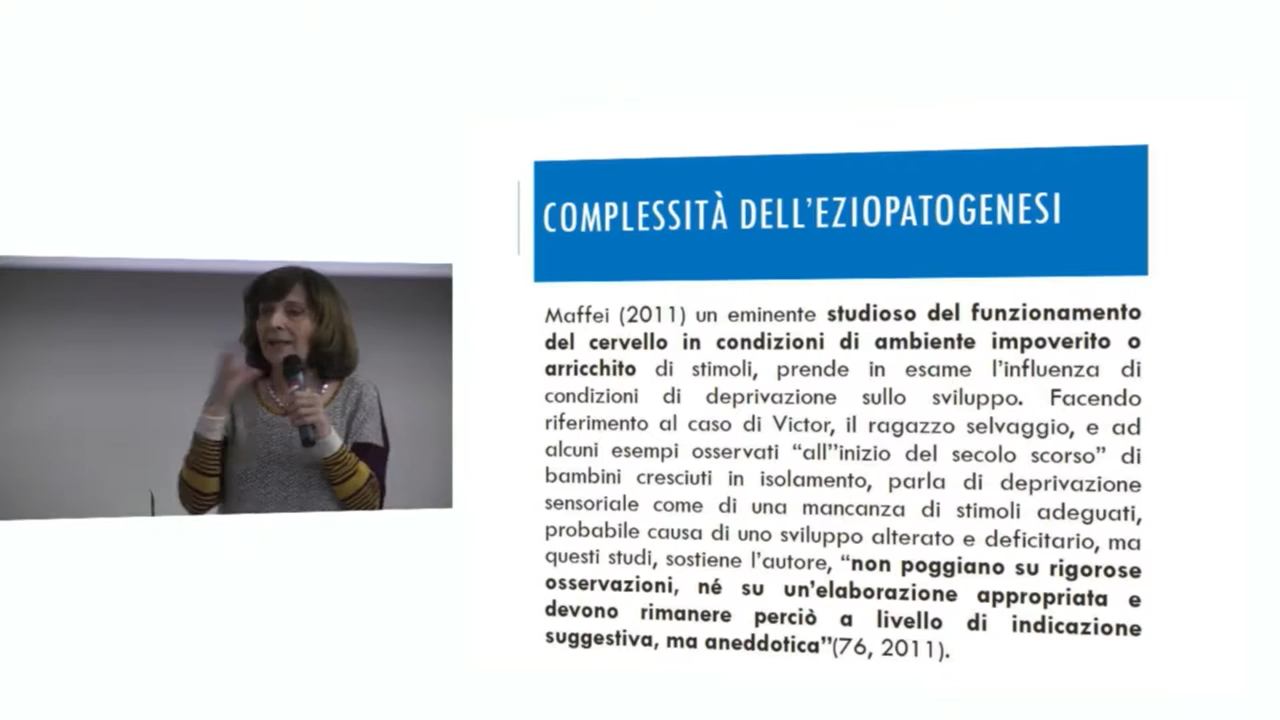 COMPLESSITÀ DELL'EZIOPATOGENESI
Maffei (2011) un eminente studioso del funzionamento
del cervello in condizioni di ambiente impoverito o
arricchito di stimoli, prende in esame l'influenza di
condizioni di deprivazione sullo sviluppo. Facendo
riferimento al caso di Victor, il ragazzo selvaggio, e ad
alcuni esempi osservati “all”inizio del secolo scorso” di
bambini cresciuti in isolamento, parla di deprivazione
sensoriale come di una mancanza di stimoli adeguati,
probabile causa di uno sviluppo alterato e deficitario, ma
questi studi, sostiene l'autore, “non poggiano su rigorose
osservazioni, né su un'elaborazione appropriata e
devono rimanere perciò a livello di indicazione
suggestiva, ma aneddotica”(76, 2011).